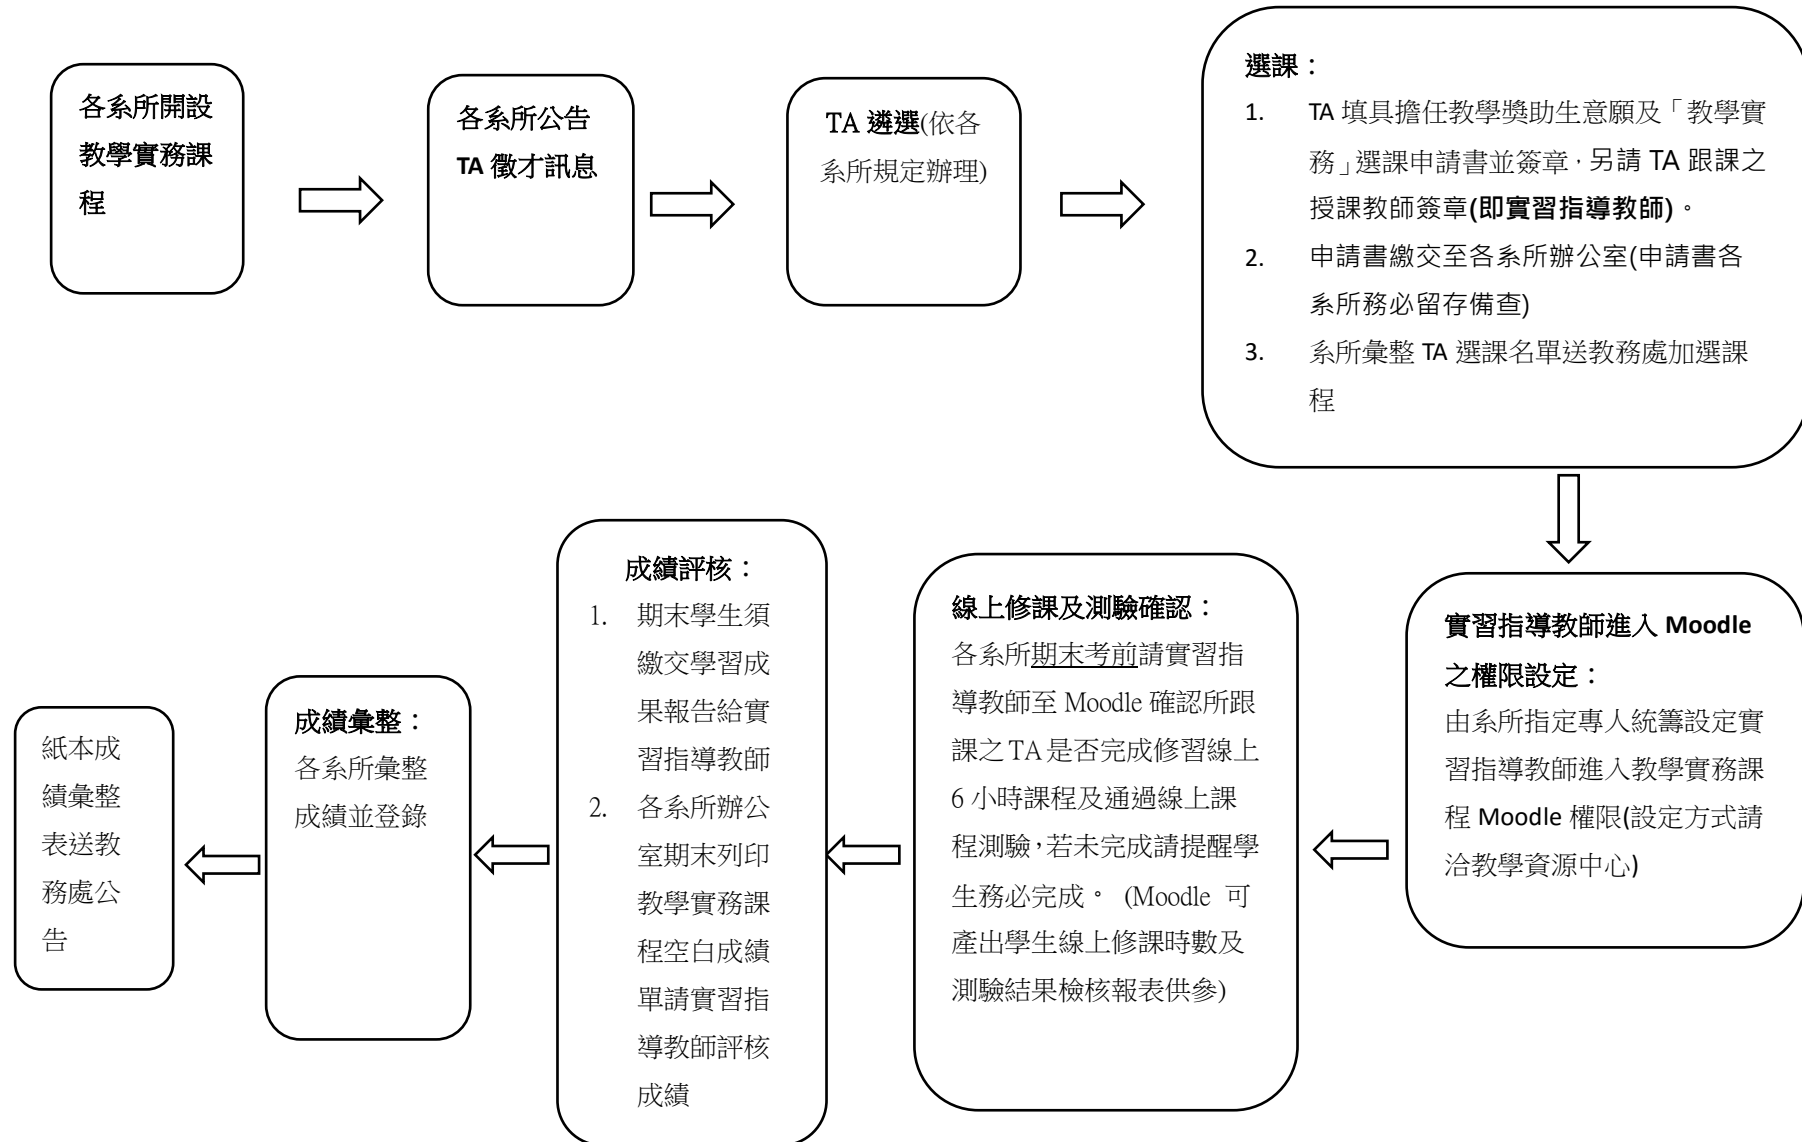 各系所開設
教學實務課
程
各系所公告
TA 徵才訊息
TA 遴選(依各
系所規定辦理)
選課：
1. TA 填具擔任教學獎助生意願及「教學實
務」選課申請書並簽章，另請 TA 跟課之
授課教師簽章(即實習指導教師)。
2. 申請書繳交至各系所辦公室(申請書各
系所務必留存備查)
3. 系所彙整 TA 選課名單送教務處加選課
程
實習指導教師進入 Moodle
之權限設定：
由系所指定專人統籌設定實
習指導教師進入教學實務課
程 Moodle 權限(設定方式請
洽教學資源中心)
線上修課及測驗確認：
各系所期末考前請實習指
導教師至 Moodle 確認所跟
課之 TA 是否完成修習線上
6 小時課程及通過線上課
程測驗，若未完成請提醒學
生務必完成。 (Moodle 可
產出學生線上修課時數及
測驗結果檢核報表供參)
成績評核：
1. 期末學生須
繳交學習成
果報告給實
習指導教師
2. 各系所辦公
室期末列印
教學實務課
程空白成績
單請實習指
導教師評核
成績
成績彙整：
各系所彙整
成績並登錄
紙本成
績彙整
表送教
務處公
告